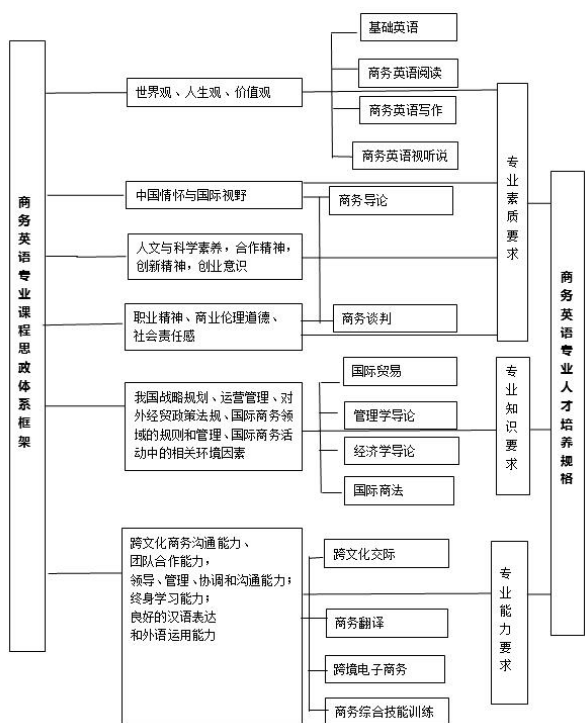 商务英语专业课程思政体系框架
世界观、人生观、价值观
中国情怀与国际视野
人文与科学素养，合作精神，
创新精神，创业意识
职业精神、商业伦理道德、
社会责任感
我国战略规划、运营管理、对
外经贸政策法规、国际商务领
域的规则和管理、国际商务活
动中的相关环境因素
跨文化商务沟通能力、
团队合作能力，
领导、管理、协调和沟通能力；
终身学习能力；
良好的汉语表达
和外语运用能力
基础英语
商务英语阅读
商务英语写作
商务英语视听说
商务导论
商务谈判
国际贸易
管理学导论
经济学导论
国际商法
跨文化交际
商务翻译
跨境电子商务
商务综合技能训练
专业素质要求
专业知识要求
专业能力要求
商务英语专业人才培养规格